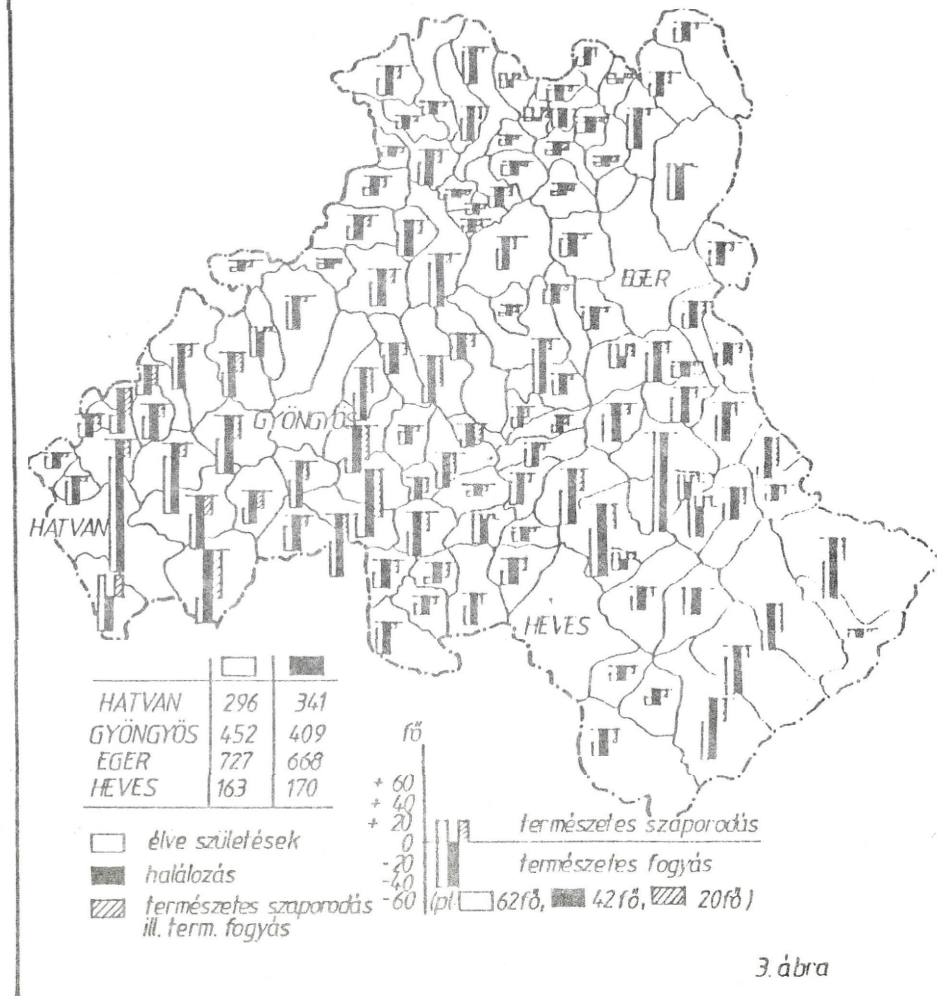 EGER
GYÖNGYÖS
HATVAN
HEVES
HATVAN 296 341
GYÖNGYÖS 452 409
EGER 727 668
HEVES 163 170
élve születések
halálozás
természetes szaporodás
ill. term. fogyás
fő
+ 60
+ 40
+ 20
0
-20
-40
-60
természetes szaporodás
természetes fogyás
(pl. 62fő, 42fő, 20fő)
3. ábra